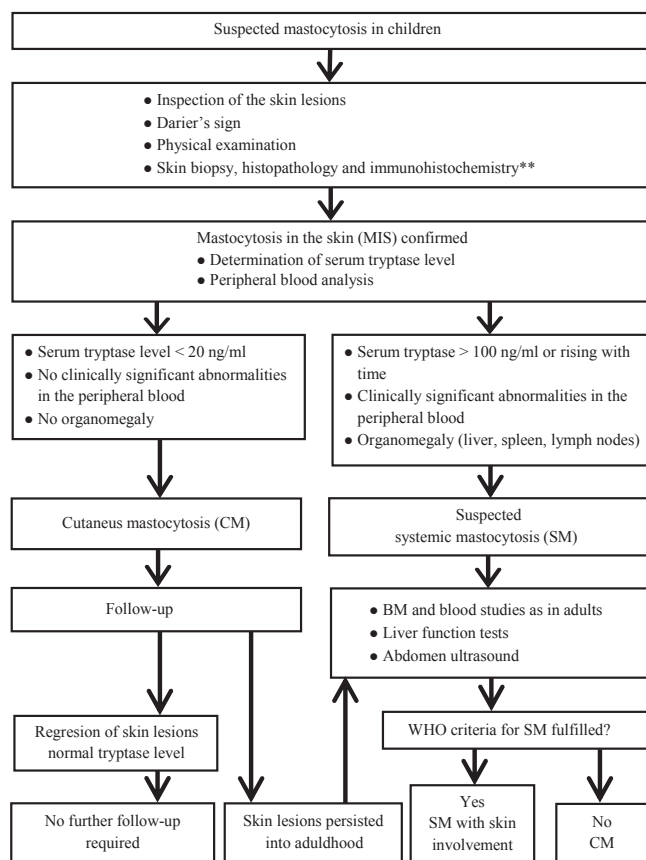 Suspected mastocytosis in children
● Inspection of the skin lesions
● Darier's sign
● Physical examination
● Skin biopsy, histopathology and immunohistochemistry**
Mastocytosis in the skin (MIS) confirmed
● Determination of serum tryptase level
● Peripheral blood analysis
● Serum tryptase level < 20 ng/ml
● No clinically significant abnormalities
in the peripheral blood
● No organomegaly
● Serum tryptase > 100 ng/ml or rising with
time
● Clinically significant abnormalities in the
peripheral blood
● Organomegaly (liver, spleen, lymph nodes)
Cutaneus mastocytosis (CM)
Suspected
systemic mastocytosis (SM)
Follow-up
● BM and blood studies as in adults
● Liver function tests
● Abdomen ultrasound
Regresion of skin lesions
normal tryptase level
WHO criteria for SM fulfilled?
No further follow-up
required
Skin lesions persisted
into aduldhood
Yes
SM with skin
involvement
No
CM